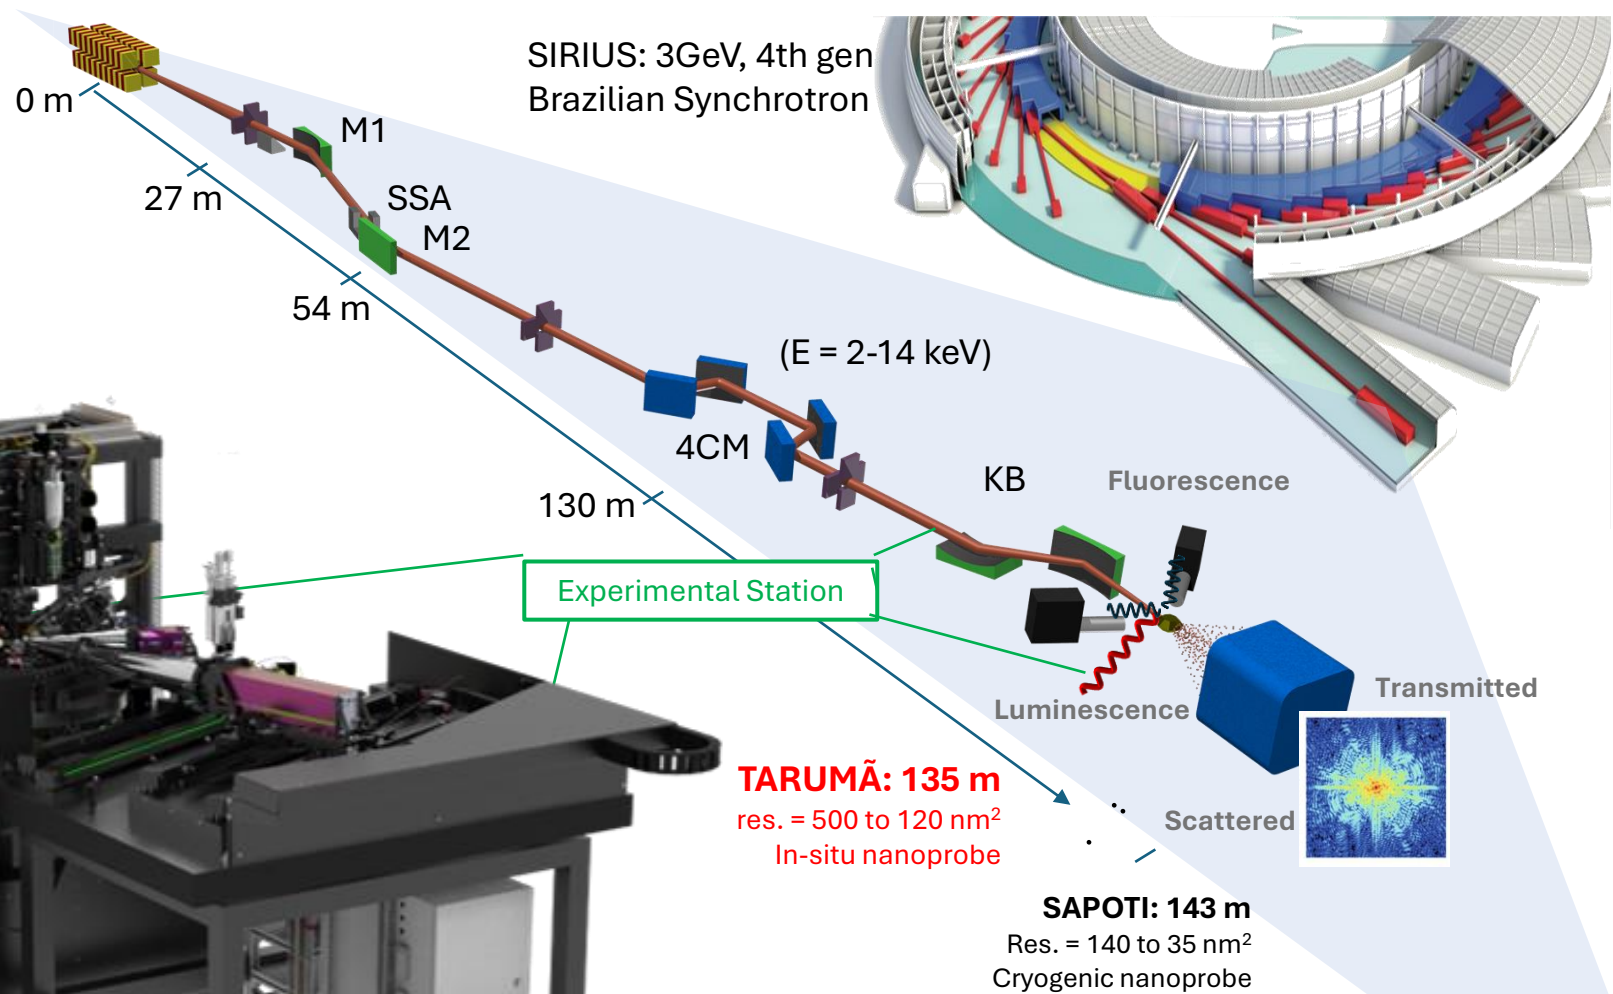 SIRIUS: 3GeV, 4th gen
Brazilian Synchrotron
0 m
M1
27 m
SSA
M2
54 m
(E = 2-14 keV)
4CM
130 m
KB
Fluorescence
Experimental Station
Transmitted
Luminescence
TARUMÃ: 135 m
res. = 500 to 120 nm²
In-situ nanoprobe
Scattered
SAPOTI: 143 m
Res. = 140 to 35 nm²
Cryogenic nanoprobe